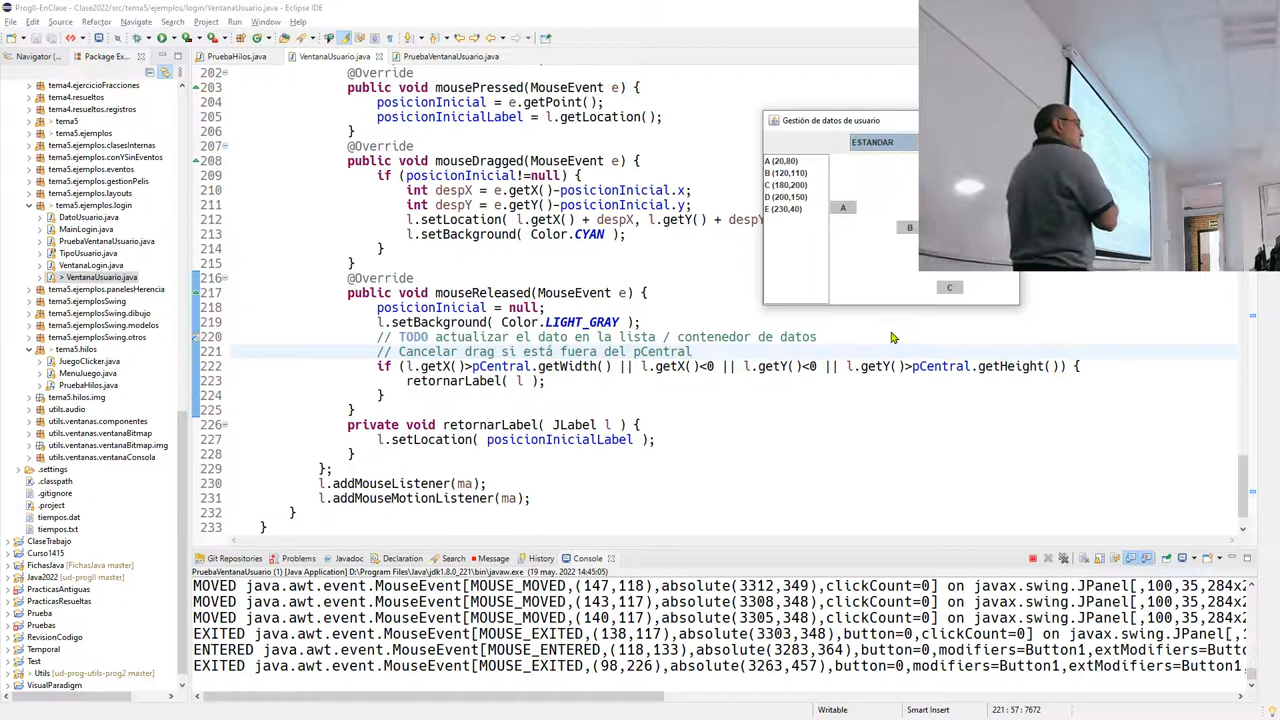 ProgII-EnClase - Clase2022/src/tema5/ejemplos/login/VentanaUsuario.java - Eclipse IDE
File Edit Source Refactor Navigate Search Project Run Window Help
Navigator (... Package Exp...
PruebaHilos.java VentanaUsuario.java PruebaVentanaUsuario.java
tema4.ejercicioFracciones
tema4.resueltos
tema4.resueltos.registros
> tema5
tema5.ejemplos
tema5.ejemplos.clasesInternas
tema5.ejemplos.conYSinEventos
tema5.ejemplos.eventos
tema5.ejemplos.gestionPelis
tema5.ejemplos.layouts
> tema5.ejemplos.login
DatoUsuario.java
MainLogin.java
PruebaVentanaUsuario.java
TipoUsuario.java
VentanaLogin.java
> VentanaUsuario.java
tema5.ejemplos.panelesHerencia
tema5.ejemplosSwing
tema5.ejemplosSwing.dibujo
tema5.ejemplosSwing.modelos
tema5.ejemplosSwing.otros
> tema5.hilos
JuegoClicker.java
MenuJuego.java
PruebaHilos.java
tema5.hilos.img
utils.audio
utils.ventanas.componentes
utils.ventanas.ventanaBitmap
utils.ventanas.ventanaBitmap.img
utils.ventanas.ventanaConsola
.settings
.classpath
.gitignore
.project
tiempos.dat
tiempos.txt
ClaseTrabajo
Curso1415
FichasJava (FichasJava master)
Java2022 (ud-progII master)
PracticasAntiguas
PracticasResueltas
Prueba
Pruebas
RevisionCodigo
Temporal
Test
> Utils (ud-prog-utils-prog2 master)
VisualParadigm
202 @Override
203 public void mousePressed(MouseEvent e) {
204 posicionInicial = e.getPoint();
205 posicionInicialLabel = l.getLocation();
206 }
207 @Override
208 public void mouseDragged(MouseEvent e) {
209 if (posicionInicial!=null) {
210 int despX = e.getX()-posicionInicial.x;
211 int despY = e.getY()-posicionInicial.y;
212 l.setLocation( l.getX() + despX, l.getY() + despY
213 l.setBackground( Color.CYAN );
214 }
215 }
216 @Override
217 public void mouseReleased(MouseEvent e) {
218 posicionInicial = null;
219 l.setBackground( Color.LIGHT_GRAY );
220 // TODO actualizar el dato en la lista / contenedor de datos
221 // Cancelar drag si está fuera del pCentral
222 if (l.getX()>pCentral.getWidth() || l.getX()<0 || l.getY()<0 || l.getY()>pCentral.getHeight()) {
223 retornarLabel( l );
224 }
225 }
226 private void retornarLabel( JLabel l ) {
227 l.setLocation( posicionInicialLabel );
228 }
229 };
230 l.addMouseListener(ma);
231 l.addMouseMotionListener(ma);
232 }
233 }
Gestión de datos de usuario
ESTANDAR
A (20,80)
B (120,110)
C (180,200)
D (200,150)
E (230,40)
A
B
C
Git Repositories Problems Javadoc Declaration Search Message History Console
PruebaVentanaUsuario (1) [Java Application] D:\Program Files\Java\jdk1.8.0_271\bin\javaw.exe (19 may. 2022 14:45:05)
MOVED java.awt.event.MouseEvent[MOUSE_MOVED,(147,118),absolute(3312,349),clickCount=0] on javax.swing.JPanel[,100,35,284x2
MOVED java.awt.event.MouseEvent[MOUSE_MOVED,(143,117),absolute(3308,348),clickCount=0] on javax.swing.JPanel[,100,35,284x2
MOVED java.awt.event.MouseEvent[MOUSE_MOVED,(140,117),absolute(3305,348),clickCount=0] on javax.swing.JPanel[,100,35,284x2
EXITED java.awt.event.MouseEvent[MOUSE_EXITED,(138,117),absolute(3303,348),button=0,clickCount=0] on javax.swing.JPanel[,1
ENTERED java.awt.event.MouseEvent[MOUSE_ENTERED,(118,133),absolute(3283,364),button=0,modifiers=Button1,extModifiers=Butto
EXITED java.awt.event.MouseEvent[MOUSE_EXITED,(98,226),absolute(3263,457),button=0,modifiers=Button1,extModifiers=Button1,
Writable Smart Insert 221 : 57 : 7672